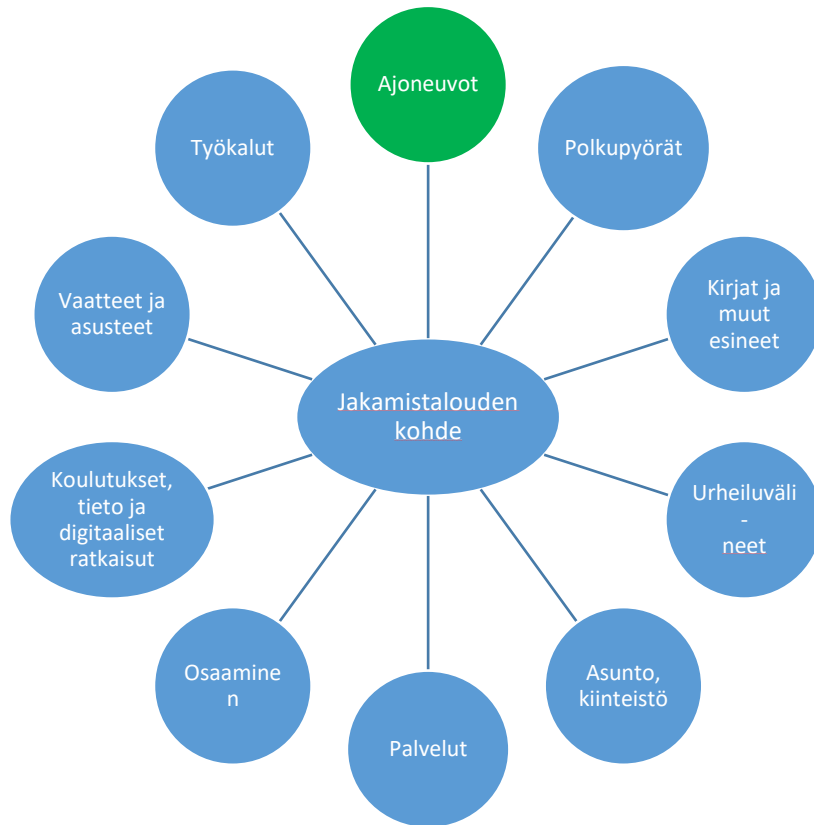 Ajoneuvot
Polkupyörät
Kirjat ja
muut
esineet
Urheiluväli
-
neet
Asunto,
kiinteistö
Palvelut
Osaamine
n
Koulutukset,
tieto ja
digitaaliset
ratkaisut
Vaatteet ja
asusteet
Työkalut
Jakamistalouden
kohde